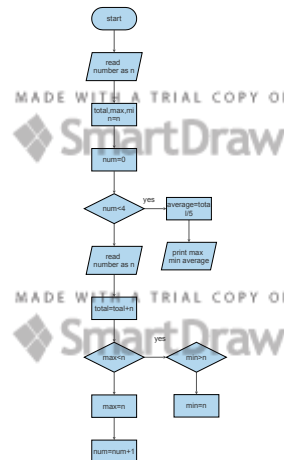 start
read
number as n
MADE WITH A TRIAL COPY OF
total,max,mi
n=n
SmartDraw
num=0
num<4
yes
average=tota
l/5
read
number as n
print max
min average
MADE WITH A TRIAL COPY OF
total=toal+n
SmartDraw
yes
max<n
min>n
max=n
min=n
num=num+1